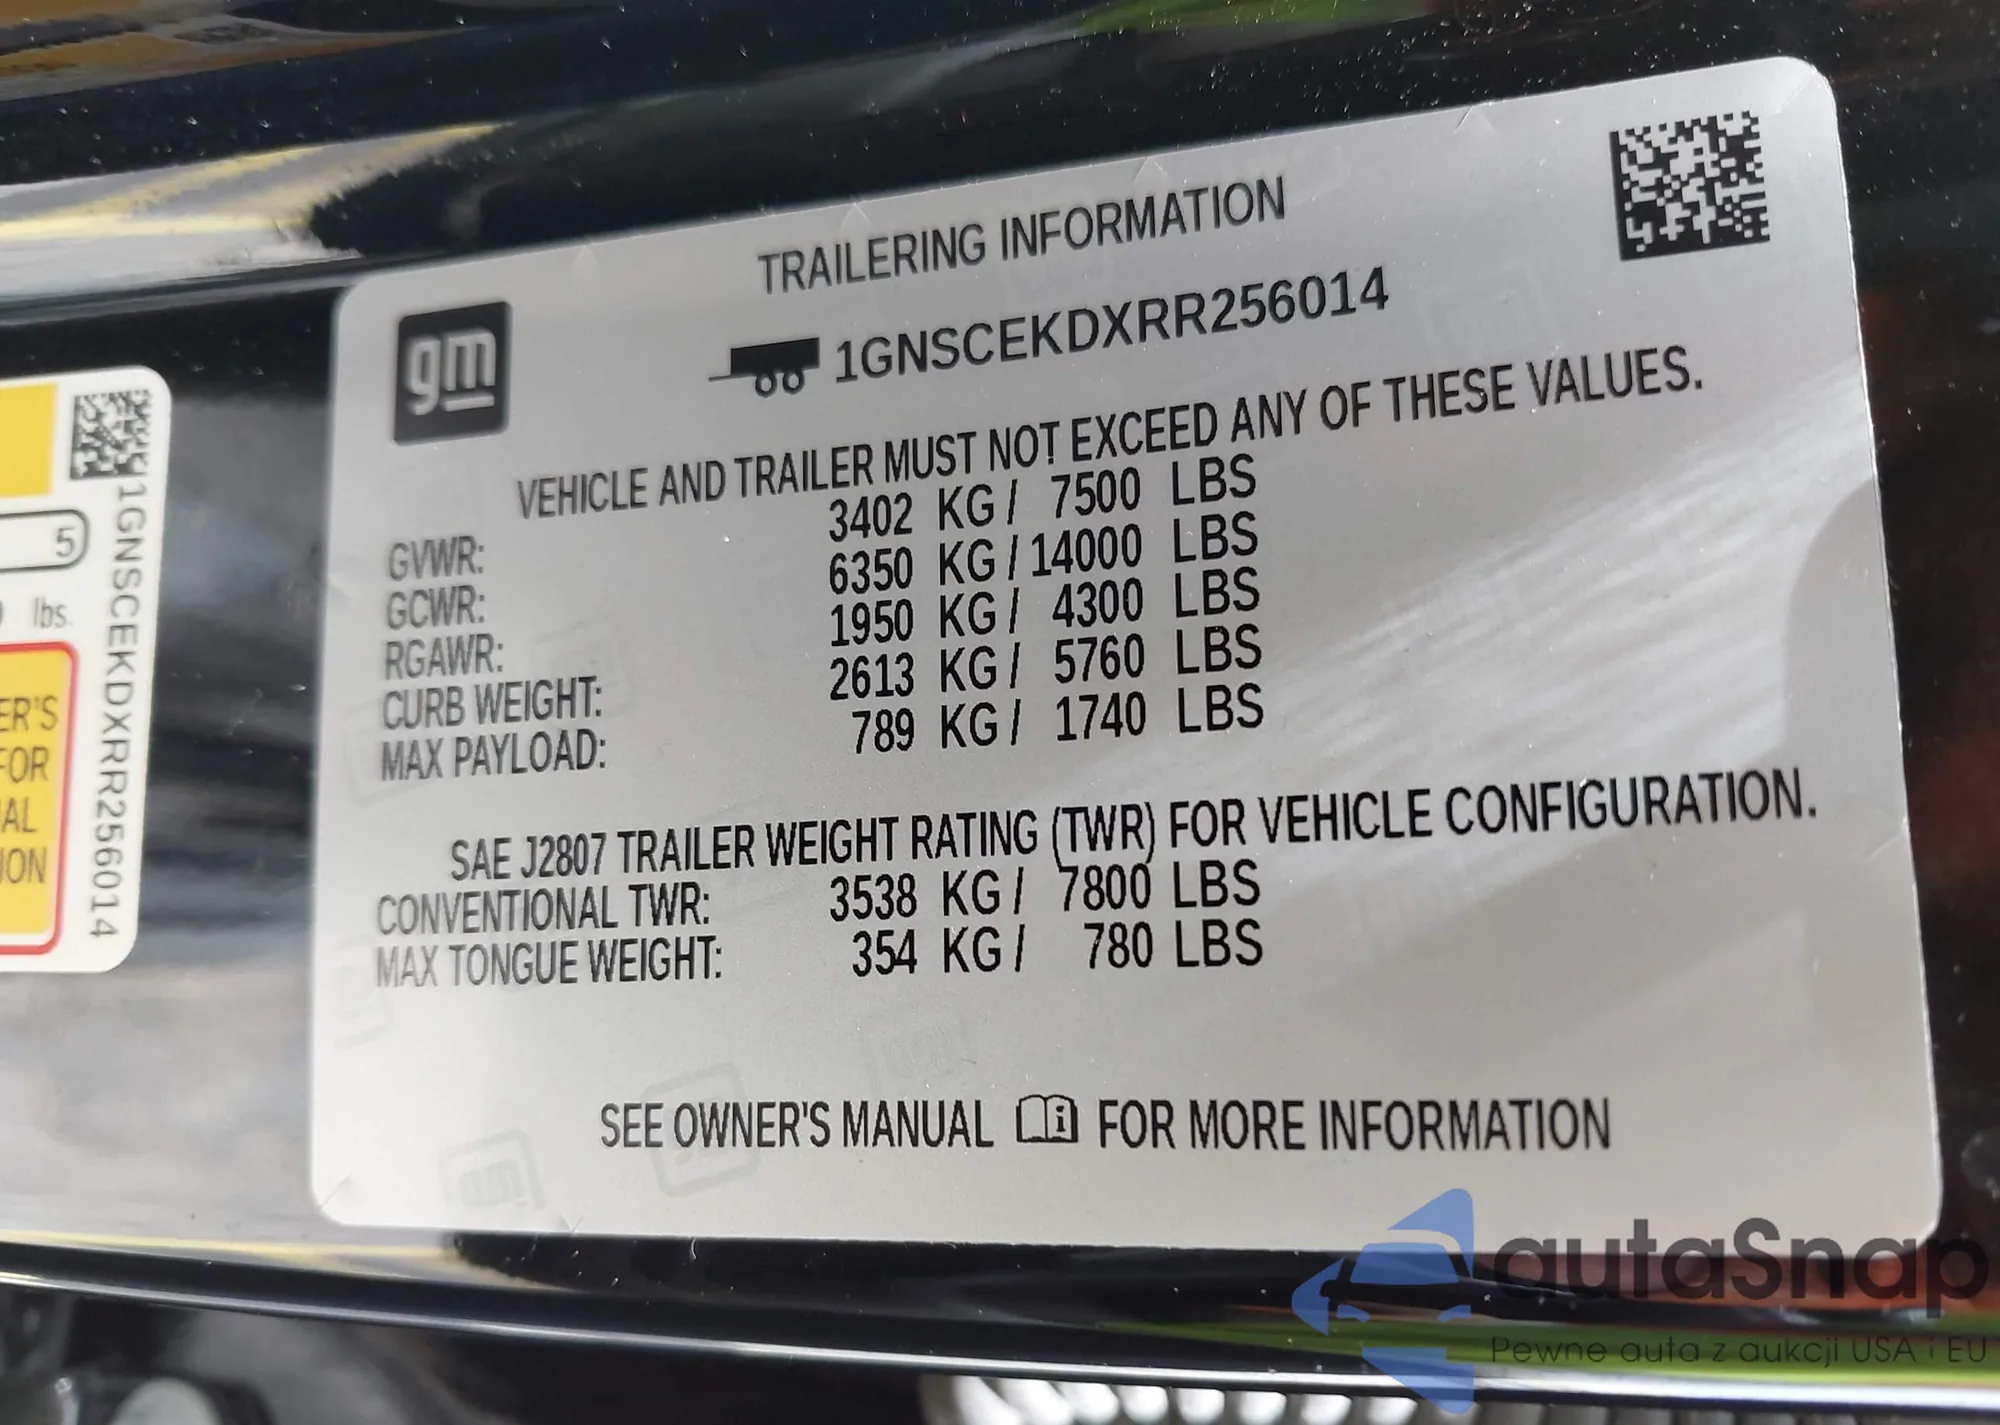 TRAILERING INFORMATION
gm
1GNSCEKDXRR256014
VEHICLE AND TRAILER MUST NOT EXCEED ANY OF THESE VALUES.
GVWR: 3402 KG / 7500 LBS
GCWR: 6350 KG / 14000 LBS
RGAWR: 1950 KG / 4300 LBS
CURB WEIGHT: 2613 KG / 5760 LBS
MAX PAYLOAD: 789 KG / 1740 LBS
SAE J2807 TRAILER WEIGHT RATING (TWR) FOR VEHICLE CONFIGURATION.
CONVENTIONAL TWR: 3538 KG / 7800 LBS
MAX TONGUE WEIGHT: 354 KG / 780 LBS
SEE OWNER'S MANUAL i FOR MORE INFORMATION
5
lbs.
1GNSCEKDXRR256014
ER'S
FOR
AL
ION
autaSnap
Pewne auta z aukcji USA i EU